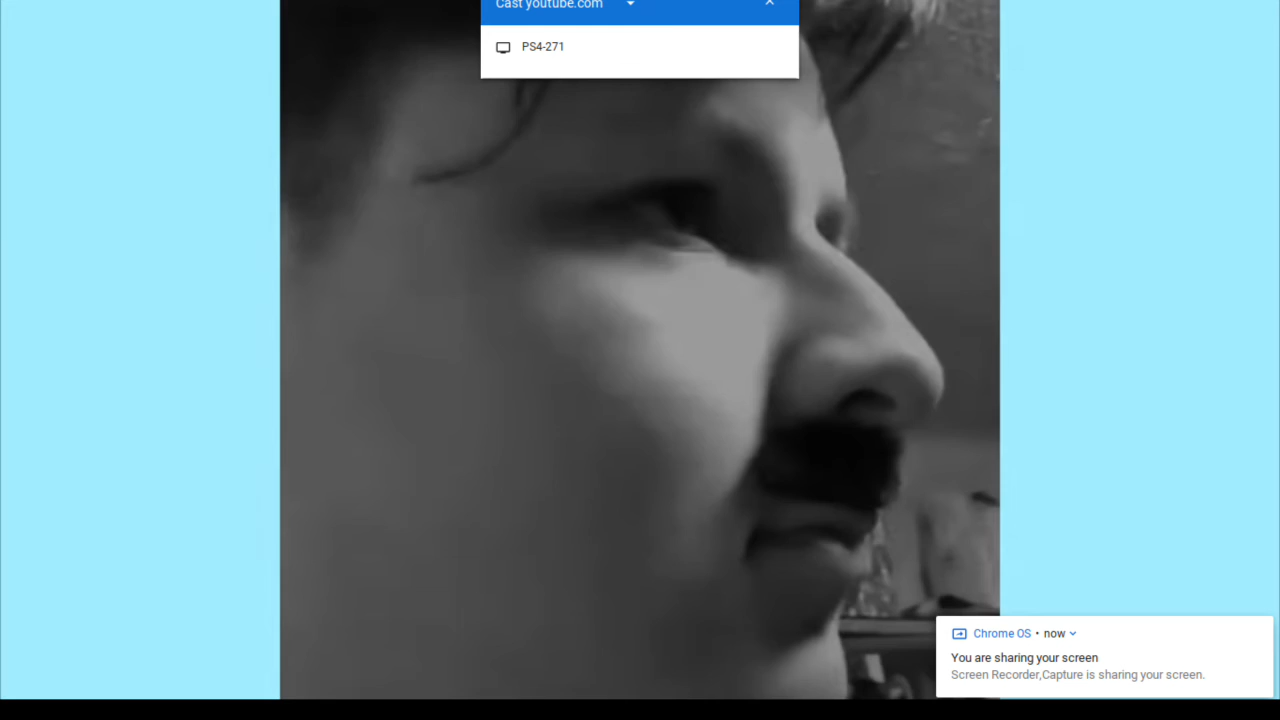 Cast youtube.com
PS4-271
Chrome OS • now
You are sharing your screen
Screen Recorder,Capture is sharing your screen.